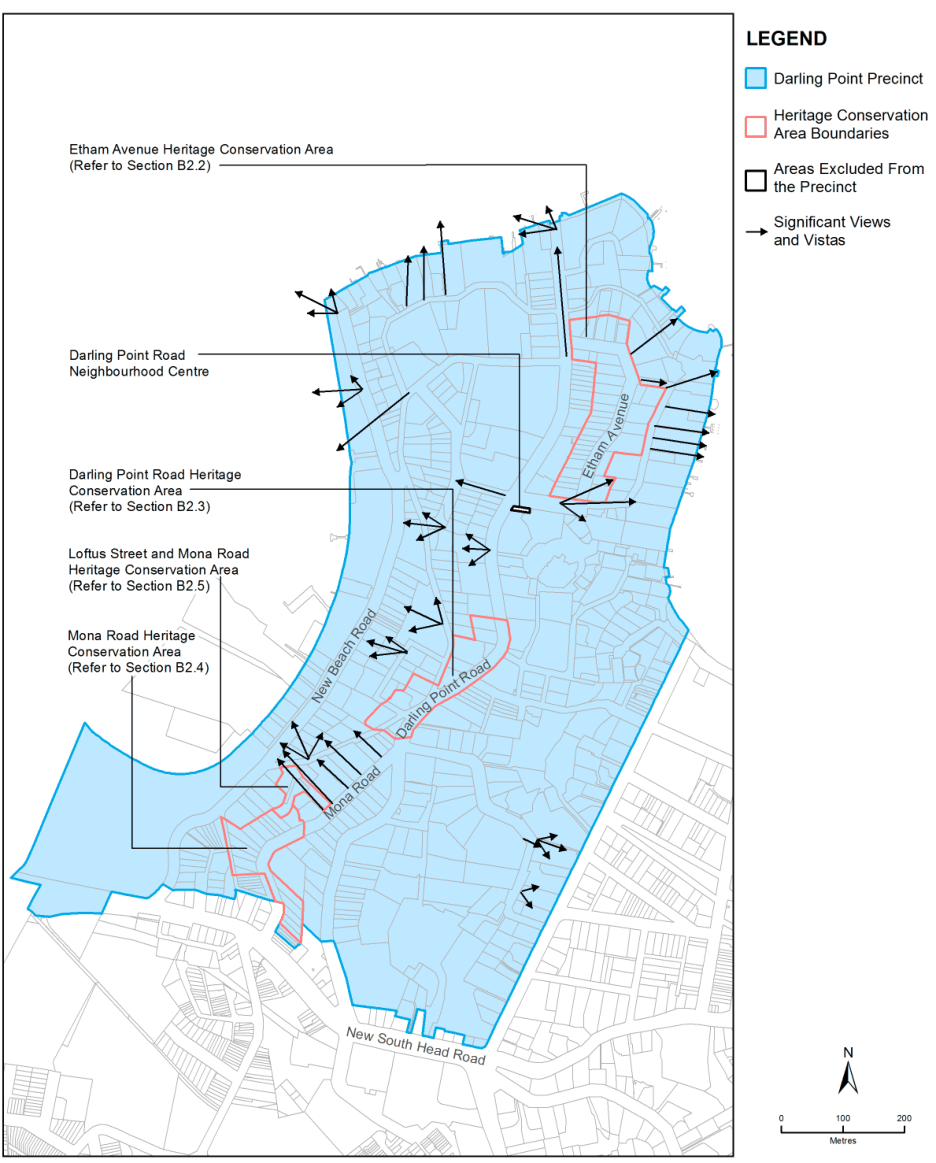 LEGEND
Darling Point Precinct
Heritage Conservation
Area Boundaries
Areas Excluded From
the Precinct
Significant Views
and Vistas
Etham Avenue Heritage Conservation Area
(Refer to Section B2.2)
Darling Point Road
Neighbourhood Centre
Darling Point Road Heritage
Conservation Area
(Refer to Section B2.3)
Loftus Street and Mona Road
Heritage Conservation Area
(Refer to Section B2.5)
Mona Road Heritage
Conservation Area
(Refer to Section B2.4)
Etham Avenue
New Beach Road
Darling Point Road
Mona Road
New South Head Road
N
0 100 200
Metres